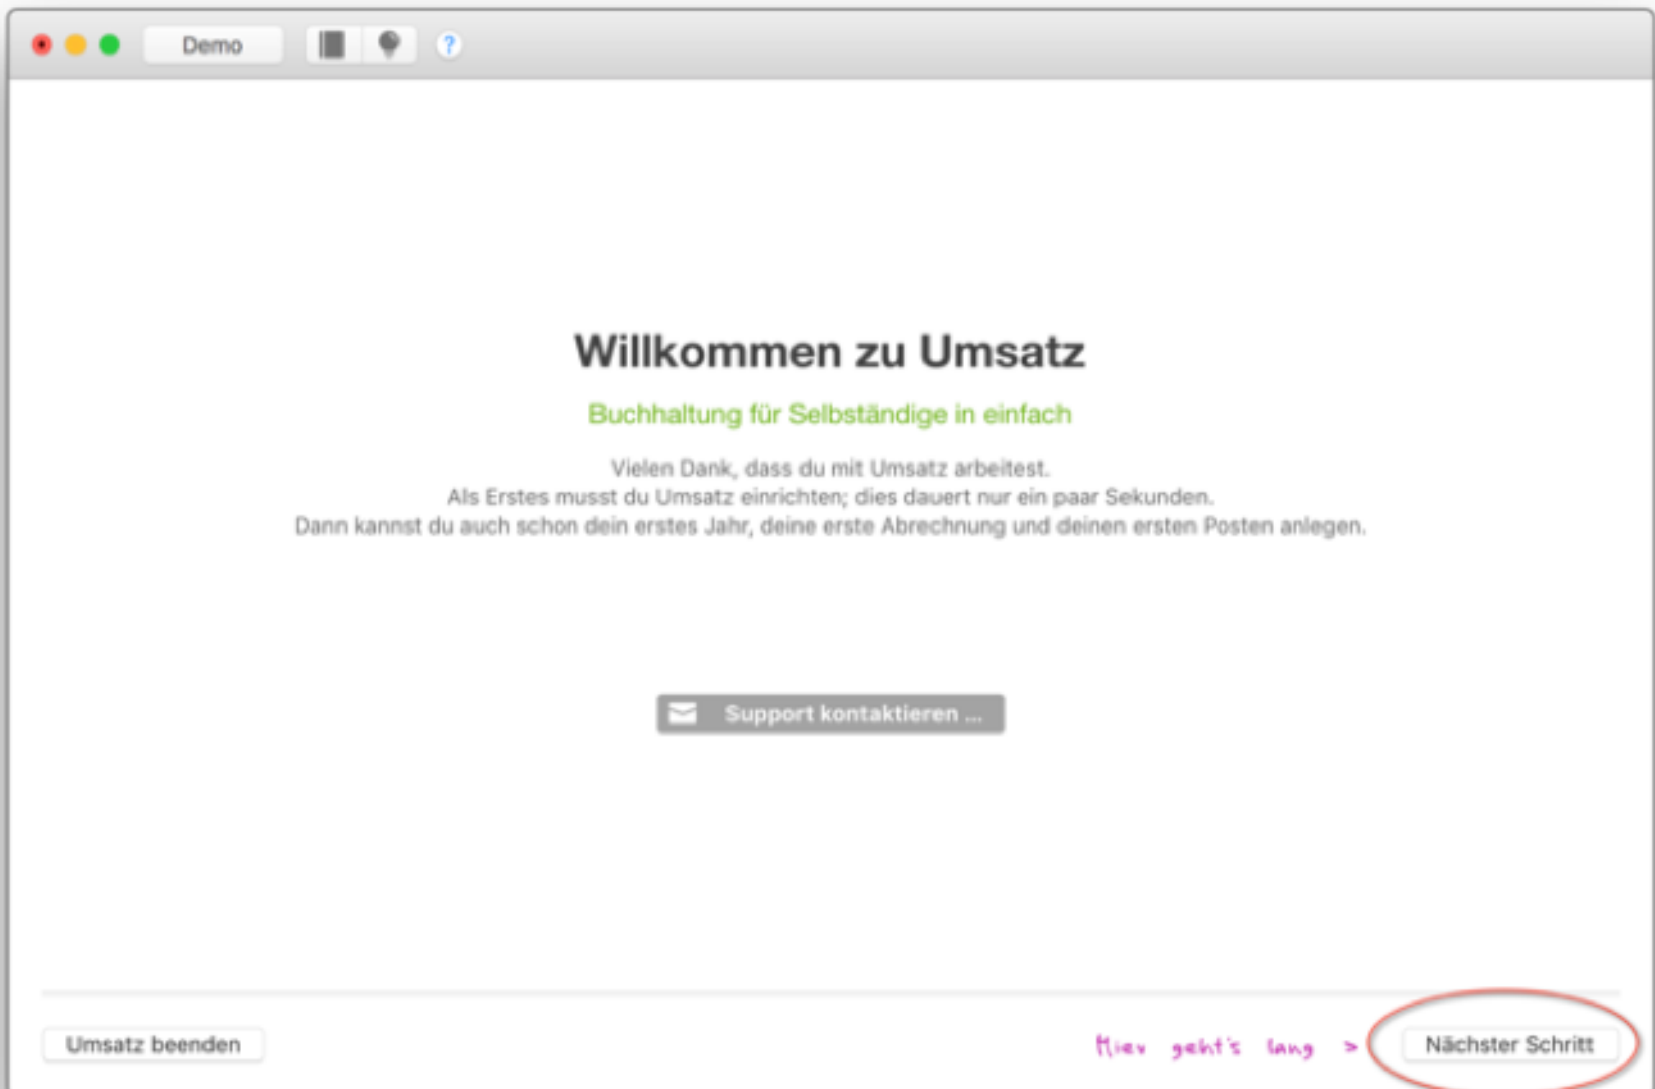 Demo
?
Willkommen zu Umsatz
Buchhaltung für Selbständige in einfach
Vielen Dank, dass du mit Umsatz arbeitest.
Als Erstes musst du Umsatz einrichten; dies dauert nur ein paar Sekunden.
Dann kannst du auch schon dein erstes Jahr, deine erste Abrechnung und deinen ersten Posten anlegen.
Support kontaktieren ...
Umsatz beenden
Hier geht's lang >
Nächster Schritt